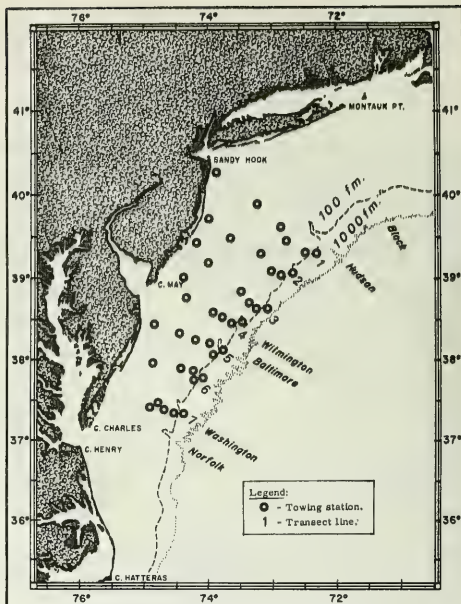 76° 74° 72°
41° 41°
MONTAUK PT.
SANDY HOOK
40° 40°
100 fm.
1000 fm.
Block
1
Hudson
2
39° 39°
C. MAY
3
4
Wilmington
38° 5 Baltimore 38°
6
C. CHARLES
7
Washington
37° 37°
C. HENRY
Norfolk
Legend:
- Towing station.
36° 1 - Transect line. 36°
C. HATTERAS
76° 74° 72°